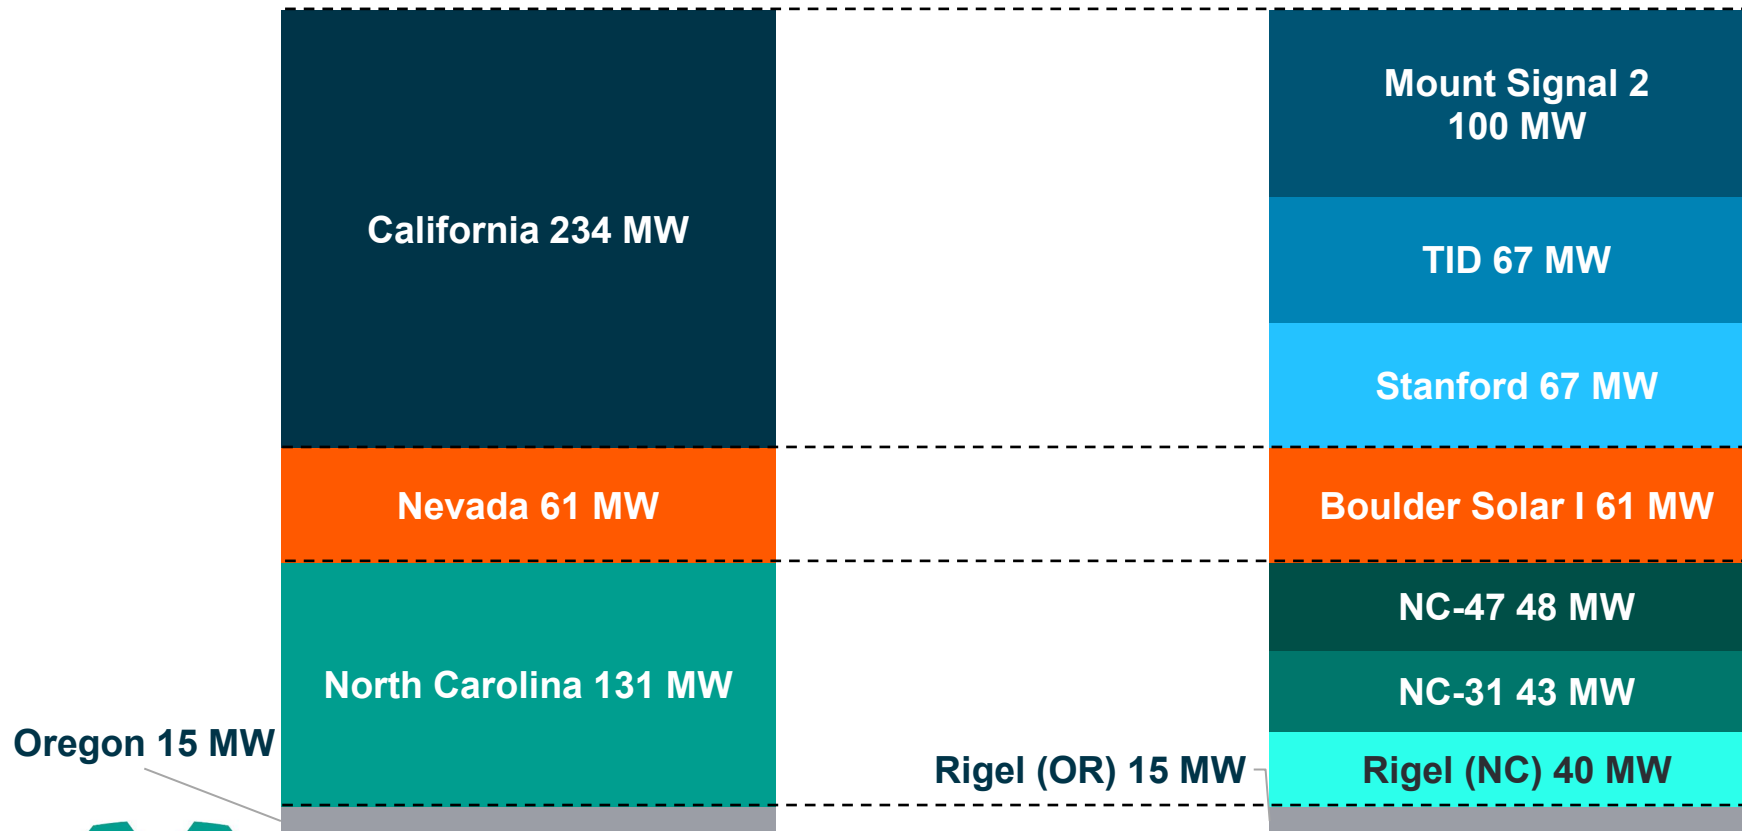 California 234 MW
Nevada 61 MW
North Carolina 131 MW
Oregon 15 MW
Mount Signal 2
100 MW
TID 67 MW
Stanford 67 MW
Boulder Solar I 61 MW
NC-47 48 MW
NC-31 43 MW
Rigel (NC) 40 MW
Rigel (OR) 15 MW